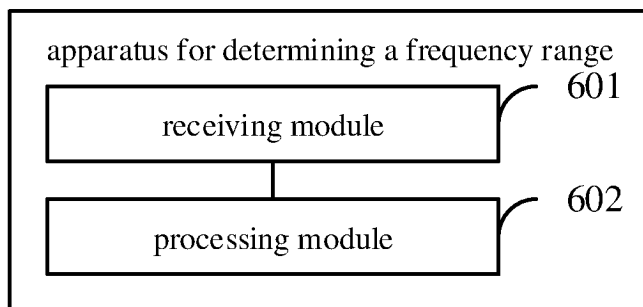 apparatus for determining a frequency range
601
receiving module
602
processing module